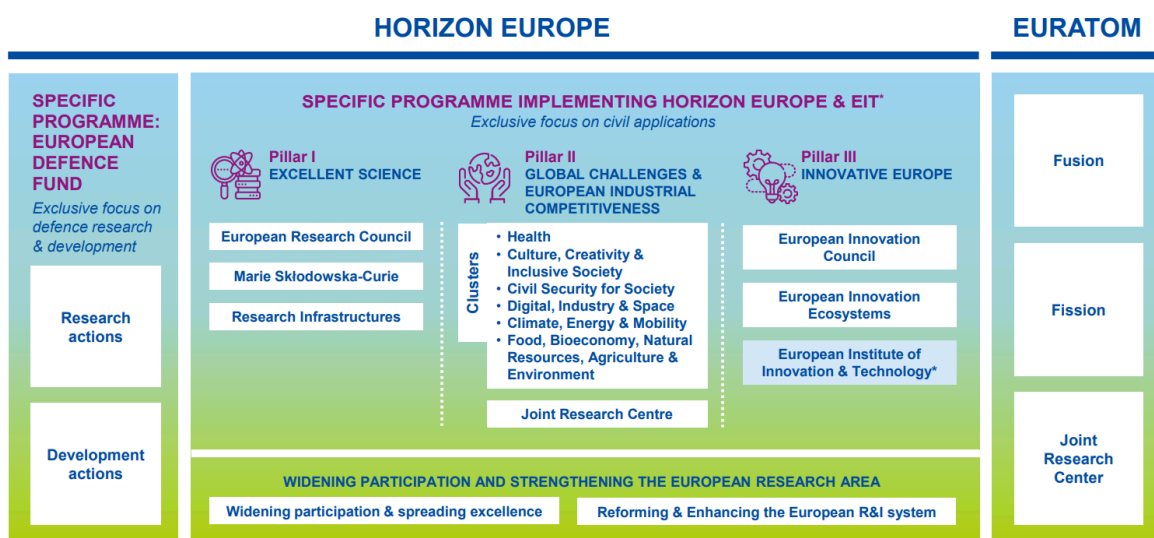 HORIZON EUROPE
EURATOM
SPECIFIC
PROGRAMME:
EUROPEAN
DEFENCE
FUND
Exclusive focus on
defence research
& development
Research
actions
Development
actions
SPECIFIC PROGRAMME IMPLEMENTING HORIZON EUROPE & EIT*
Exclusive focus on civil applications
Pillar I
EXCELLENT SCIENCE
European Research Council
Marie Skłodowska-Curie
Research Infrastructures
Pillar II
GLOBAL CHALLENGES &
EUROPEAN INDUSTRIAL
COMPETITIVENESS
Clusters
• Health
• Culture, Creativity &
Inclusive Society
• Civil Security for Society
• Digital, Industry & Space
• Climate, Energy & Mobility
• Food, Bioeconomy, Natural
Resources, Agriculture &
Environment
Joint Research Centre
Pillar III
INNOVATIVE EUROPE
European Innovation
Council
European Innovation
Ecosystems
European Institute of
Innovation & Technology*
WIDENING PARTICIPATION AND STRENGTHENING THE EUROPEAN RESEARCH AREA
Widening participation & spreading excellence
Reforming & Enhancing the European R&I system
Fusion
Fission
Joint
Research
Center